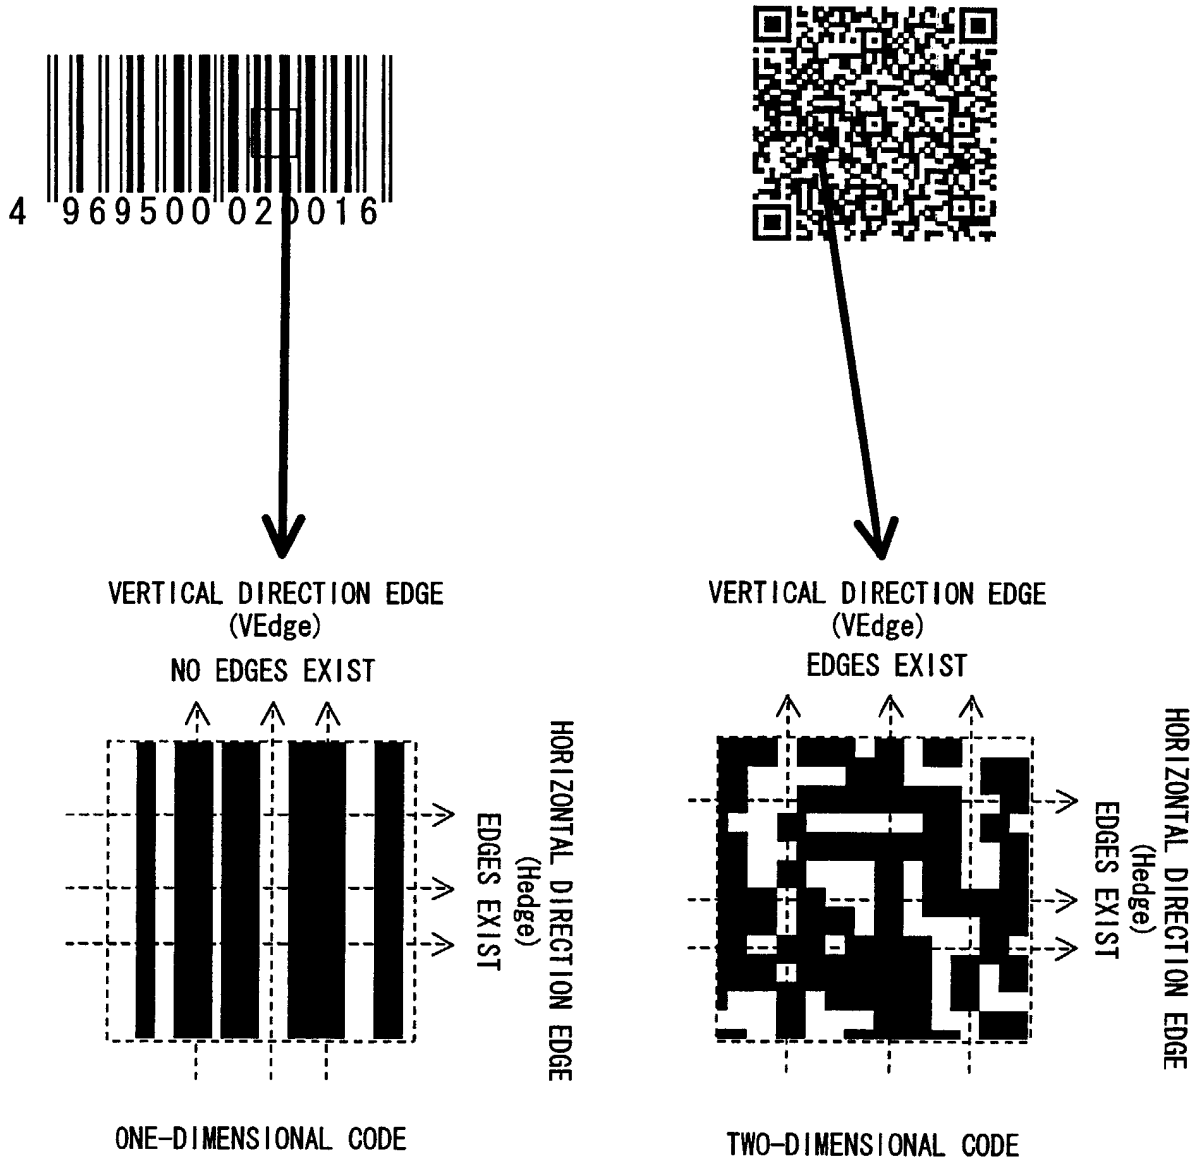 4 969500 020016
VERTICAL DIRECTION EDGE
(VEdge)
NO EDGES EXIST
HORIZONTAL DIRECTION EDGE
(Hedge)
EDGES EXIST
ONE-DIMENSIONAL CODE
VERTICAL DIRECTION EDGE
(VEdge)
EDGES EXIST
HORIZONTAL DIRECTION EDGE
(Hedge)
EDGES EXIST
TWO-DIMENSIONAL CODE